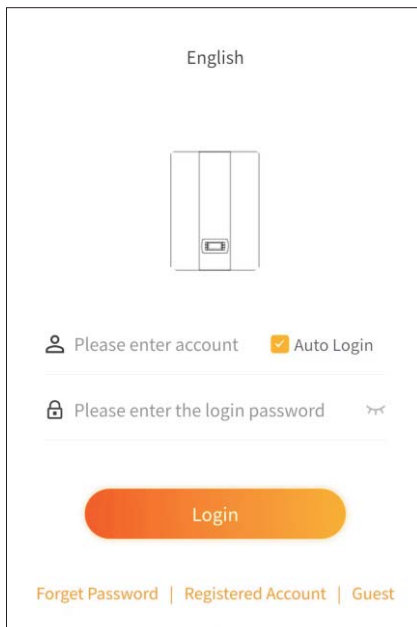 English
Please enter account Auto Login
Please enter the login password
Login
Forget Password | Registered Account | Guest